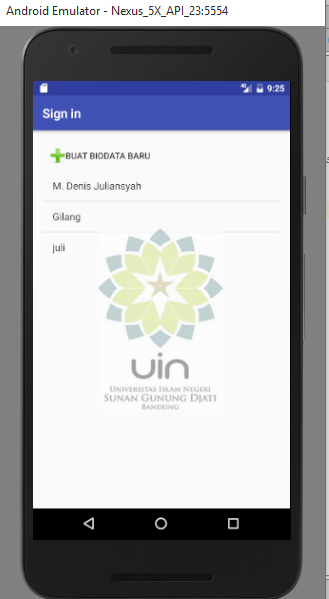 Android Emulator - Nexus_5X_API_23:5554
9:25
Sign in
BUAT BIODATA BARU
M. Denis Juliansyah
Gilang
juli
uin
UNIVERSITAS ISLAM NEGERI
SUNAN GUNUNG DJATI
BANDUNG